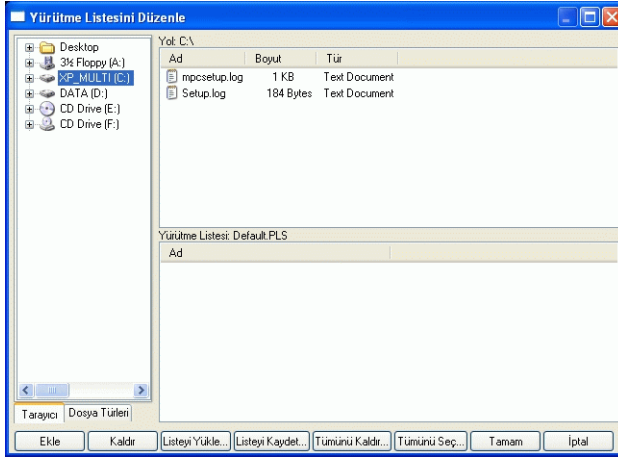 Yürütme Listesini Düzenle
Desktop
3½ Floppy (A:)
XP_MULTI (C:)
DATA (D:)
CD Drive (E:)
CD Drive (F:)
Yol: C:\
Ad Boyut Tür
mpcsetup.log 1 KB Text Document
Setup.log 184 Bytes Text Document
Yürütme Listesi: Default.PLS
Ad
Tarayıcı Dosya Türleri
Ekle Kaldır Listeyi Yükle... Listeyi Kaydet... Tümünü Kaldır... Tümünü Seç... Tamam İptal